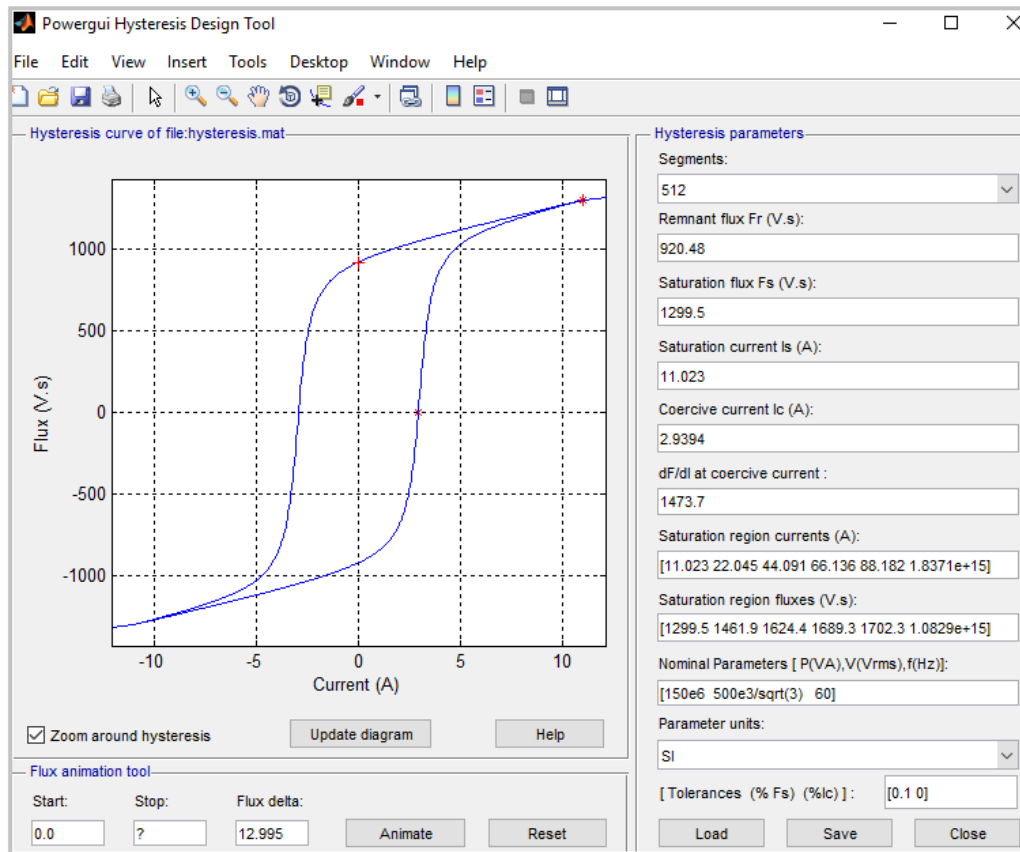 Powergui Hysteresis Design Tool
File Edit View Insert Tools Desktop Window Help
Hysteresis curve of file:hysteresis.mat
1000
500
0
-500
-1000
Flux (V.s)
-10 -5 0 5 10
Current (A)
Zoom around hysteresis
Update diagram
Help
Flux animation tool
Start: Stop: Flux delta:
0.0 ? 12.995 Animate Reset
Hysteresis parameters
Segments:
512
Remnant flux Fr (V.s):
920.48
Saturation flux Fs (V.s):
1299.5
Saturation current Is (A):
11.023
Coercive current Ic (A):
2.9394
dF/dI at coercive current :
1473.7
Saturation region currents (A):
[11.023 22.045 44.091 66.136 88.182 1.8371e+15]
Saturation region fluxes (V.s):
[1299.5 1461.9 1624.4 1689.3 1702.3 1.0829e+15]
Nominal Parameters [ P(VA),V(Vrms),f(Hz)]:
[150e6 500e3/sqrt(3) 60]
Parameter units:
SI
[ Tolerances (% Fs) (%Ic) ] : [0.1 0]
Load Save Close